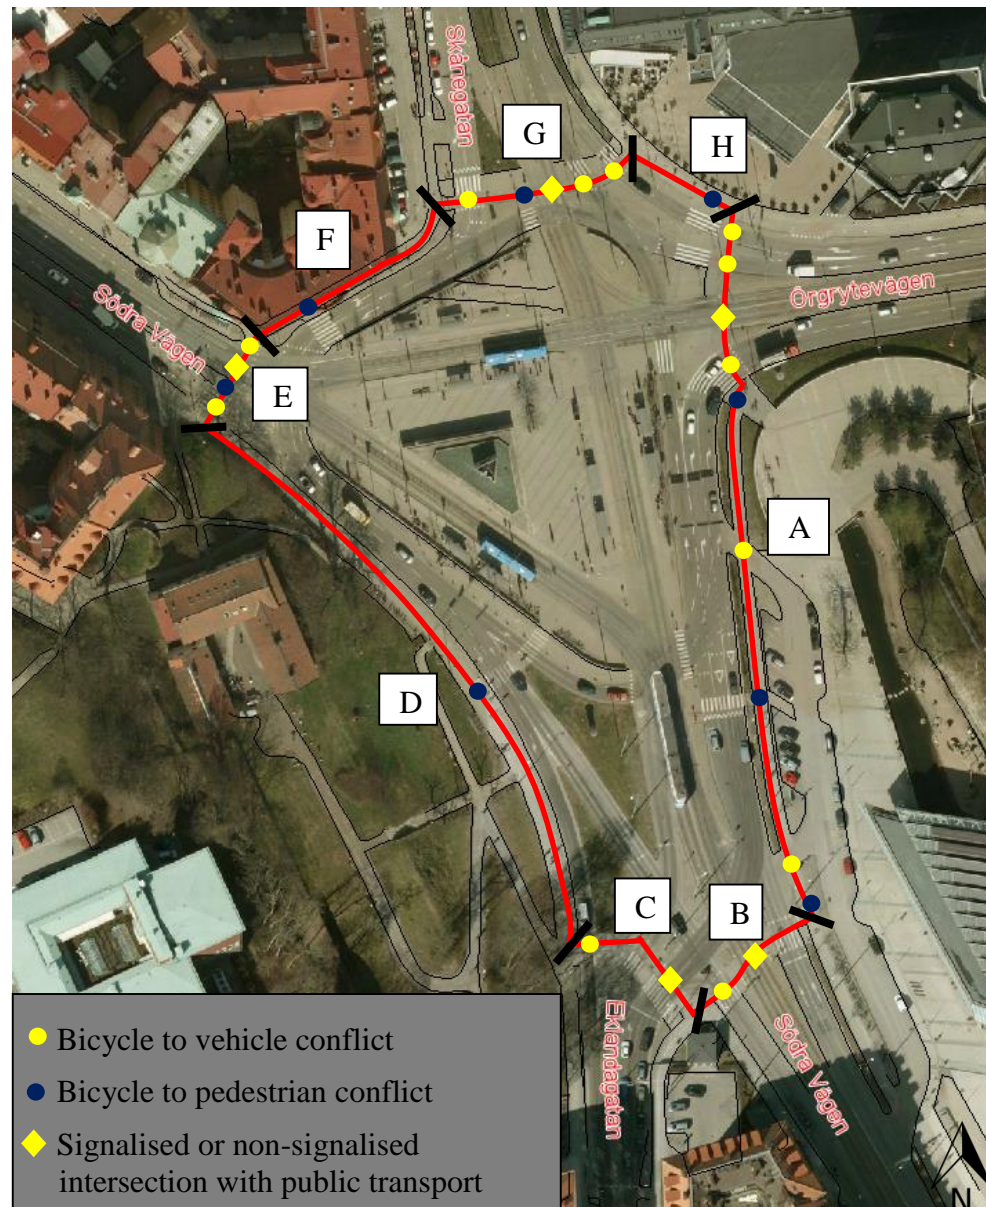 Skånegatan
G
H
F
Södra Vägen
Örgrytevägen
E
A
D
C
B
Eklandagatan
Södra Vägen
Bicycle to vehicle conflict
Bicycle to pedestrian conflict
Signalised or non-signalised
intersection with public transport
N